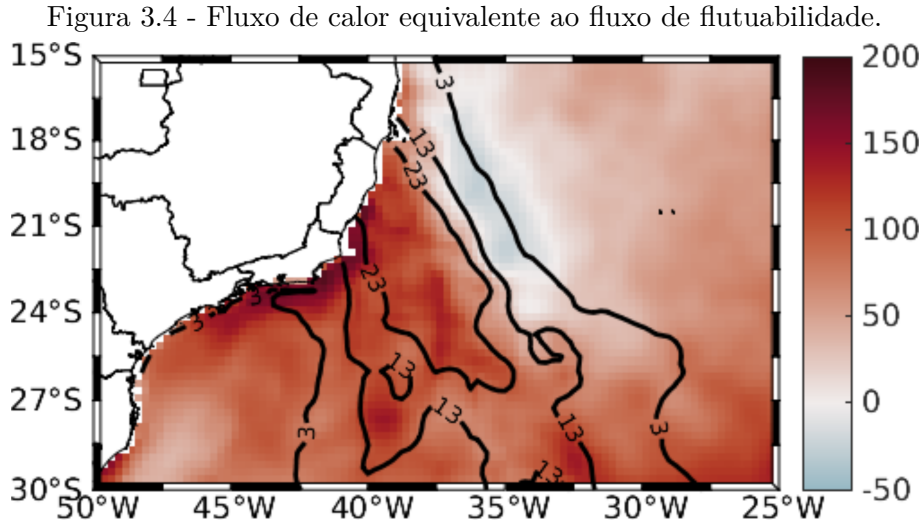 Figura 3.4 - Fluxo de calor equivalente ao fluxo de flutuabilidade.
15°S
18°S
21°S
24°S
27°S
30°S
50°W 45°W 40°W 35°W 30°W 25°W
200
150
100
50
0
-50
3
13
23
23
3
3
13
13
3
13
3
13